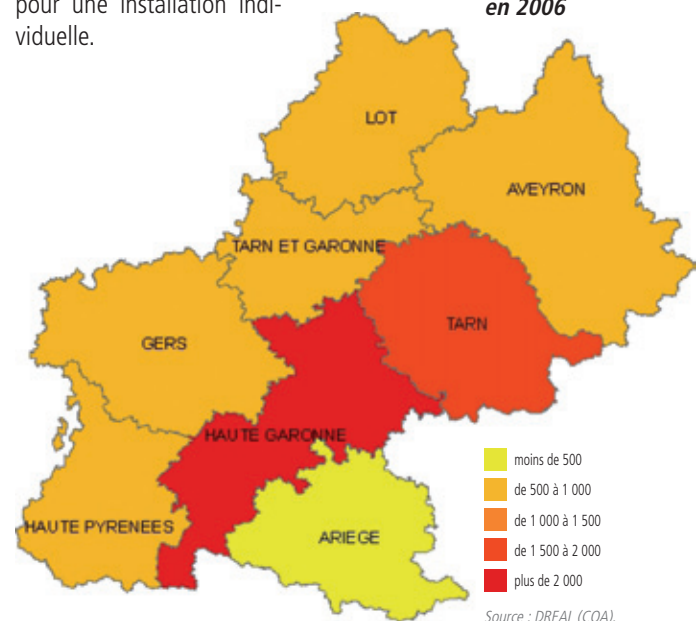 pour une installation indi-
viduelle.
en 2006
LOT
AVEYRON
TARN ET GARONNE
TARN
GERS
HAUTE GARONNE
HAUTE PYRENEES
ARIEGE
moins de 500
de 500 à 1 000
de 1 000 à 1 500
de 1 500 à 2 000
plus de 2 000
Source : DREAL (COA).